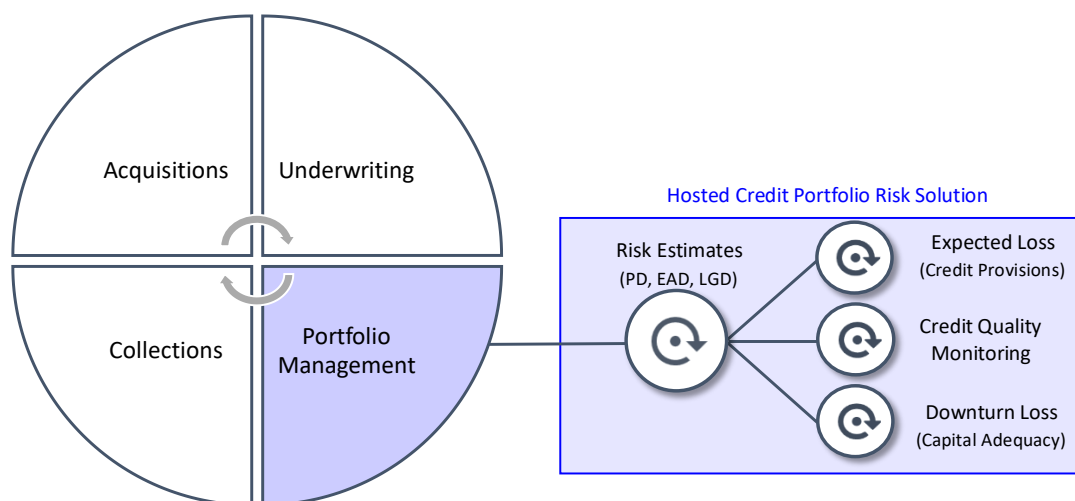 Acquisitions
Underwriting
Collections
Portfolio
Management
Hosted Credit Portfolio Risk Solution
Risk Estimates
(PD, EAD, LGD)
Expected Loss
(Credit Provisions)
Credit Quality
Monitoring
Downturn Loss
(Capital Adequacy)